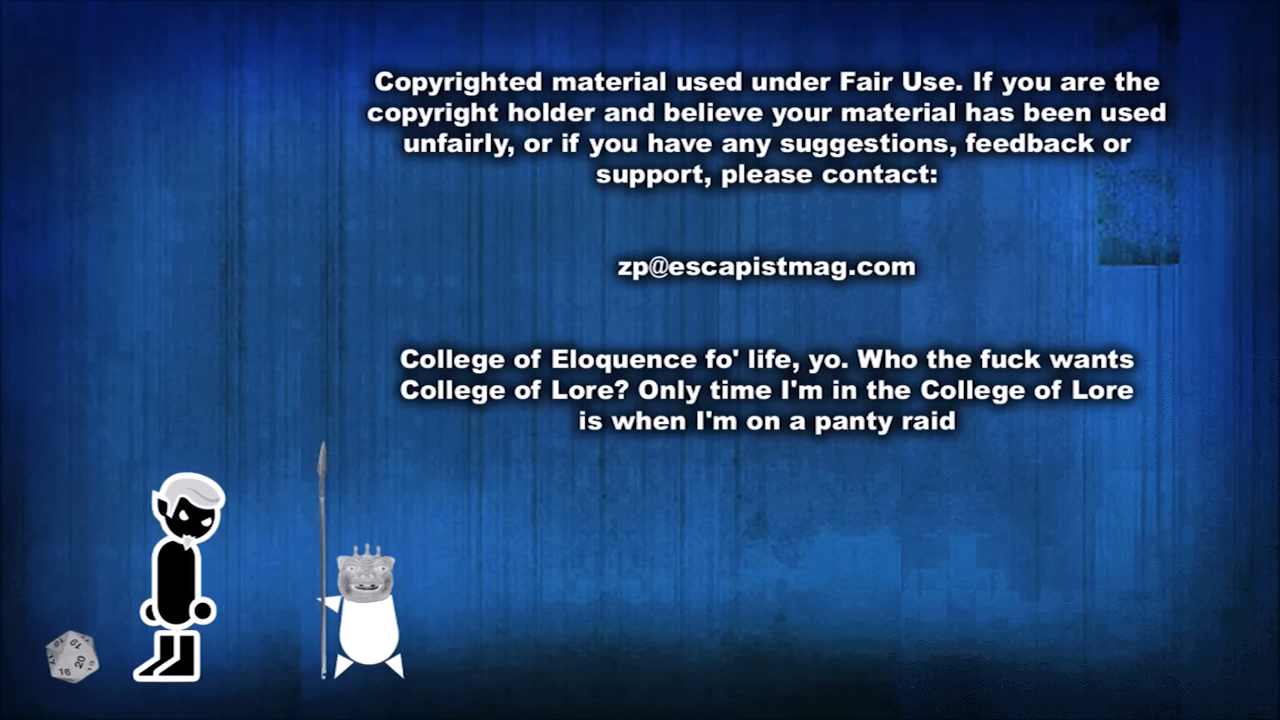 Copyrighted material used under Fair Use. If you are the
copyright holder and believe your material has been used
unfairly, or if you have any suggestions, feedback or
support, please contact:
zp@escapistmag.com
College of Eloquence fo' life, yo. Who the fuck wants
College of Lore? Only time I'm in the College of Lore
is when I'm on a panty raid
19
20
16